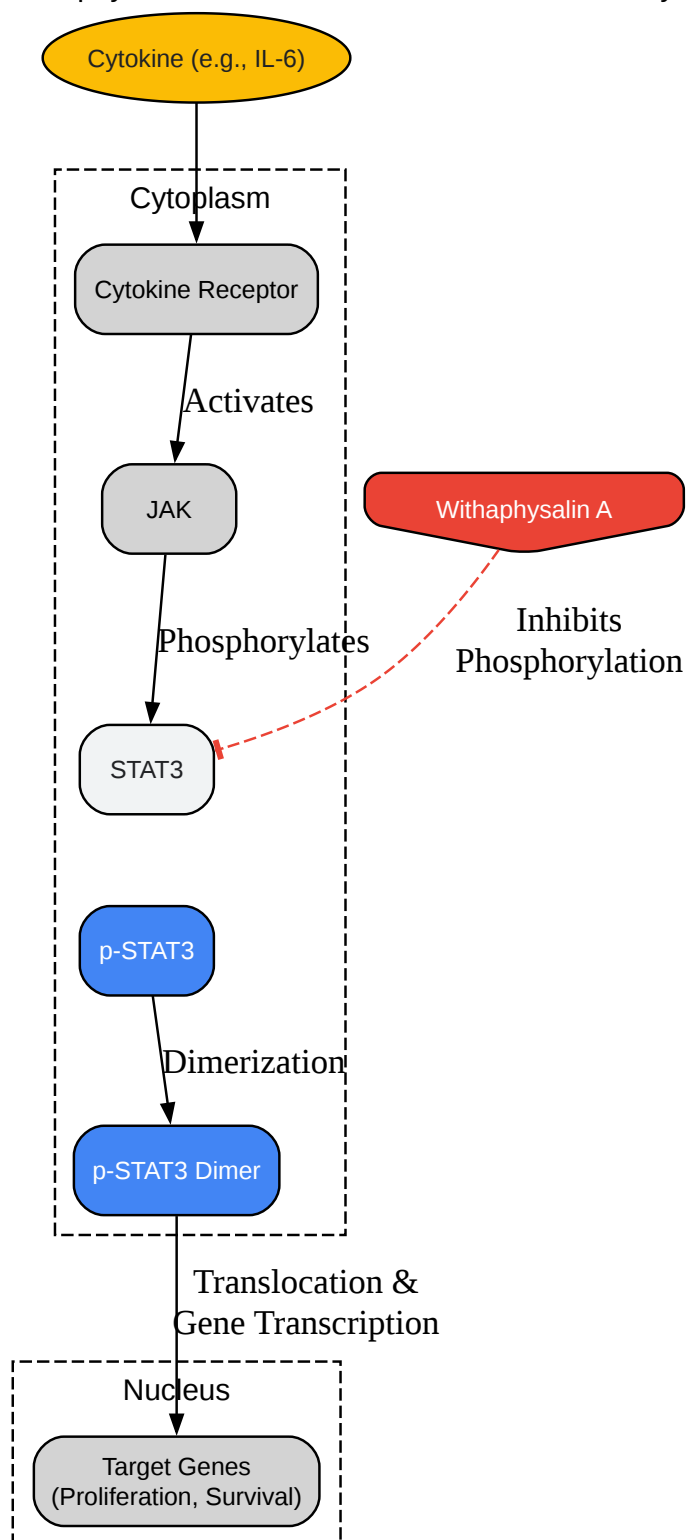 Cytokine (e.g., IL-6)
Cytoplasm
Cytokine Receptor
Activates
JAK
Withaphysalin A
Phosphorylates
Inhibits
Phosphorylation
STAT3
p-STAT3
Dimerization
p-STAT3 Dimer
Translocation &
Gene Transcription
Nucleus
Target Genes
(Proliferation, Survival)